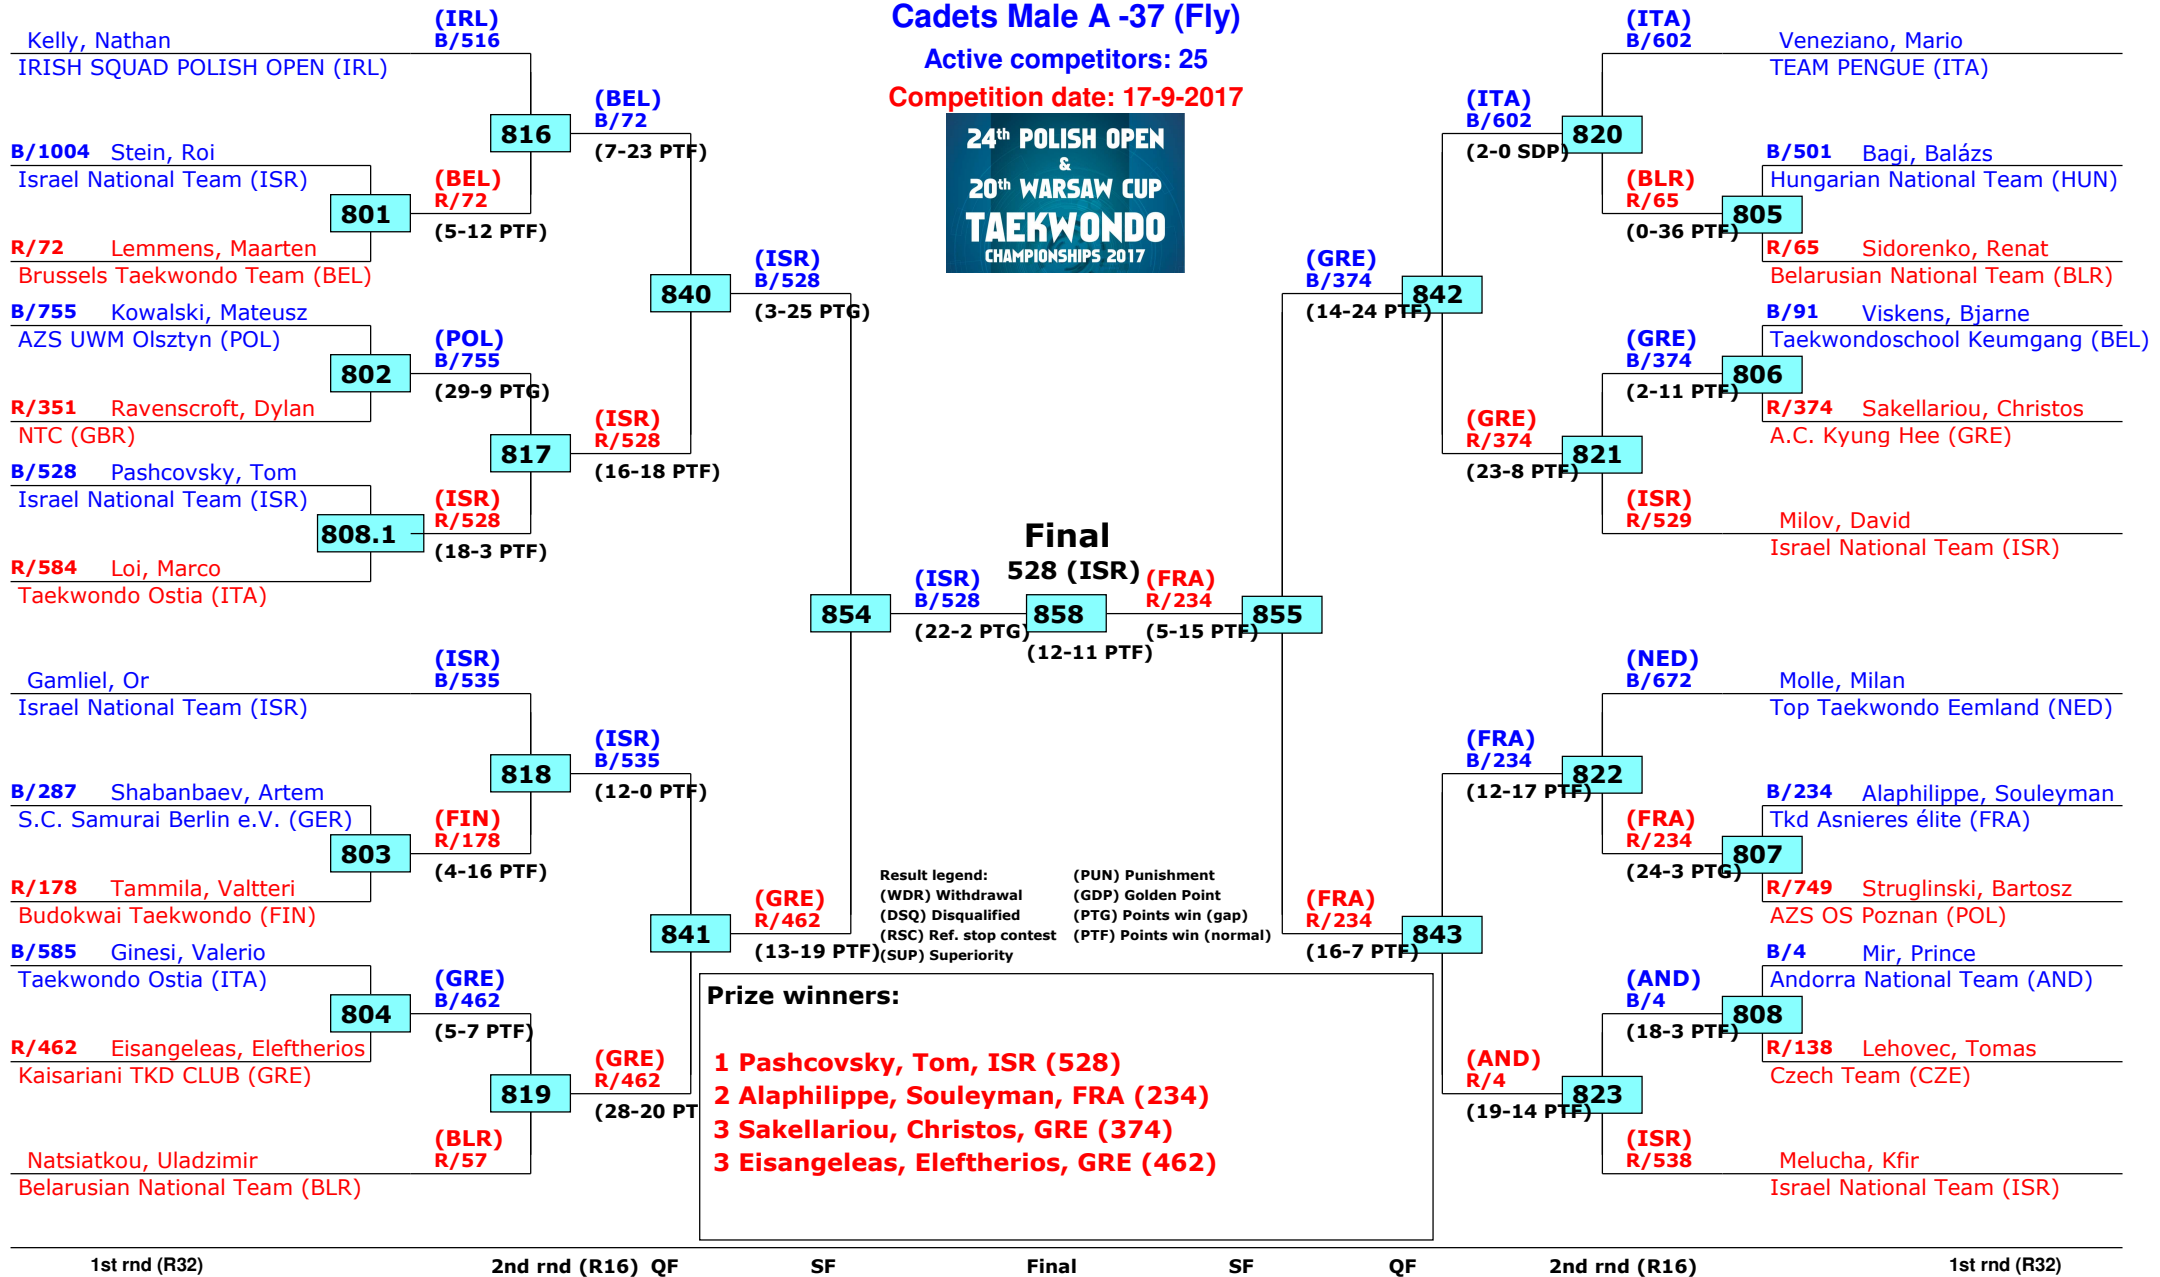 Cadets Male A -37 (Fly)
Active competitors: 25
Competition date: 17-9-2017
24th POLISH OPEN
&
20th WARSAW CUP
TAEKWONDO
CHAMPIONSHIPS 2017
(IRL)
Kelly, Nathan B/516
IRISH SQUAD POLISH OPEN (IRL)
(BEL)
816 B/72
(7-23 PTF)
B/1004 Stein, Roi
Israel National Team (ISR)
(BEL)
801 R/72
(5-12 PTF)
R/72 Lemmens, Maarten
Brussels Taekwondo Team (BEL)
(ISR)
840 B/528
(3-25 PTG)
B/755 Kowalski, Mateusz
AZS UWM Olsztyn (POL)
(POL)
802 B/755
(29-9 PTG)
R/351 Ravenscroft, Dylan
NTC (GBR)
(ISR)
817 R/528
(16-18 PTF)
B/528 Pashcovsky, Tom
Israel National Team (ISR)
(ISR)
808.1 R/528
(18-3 PTF)
R/584 Loi, Marco
Taekwondo Ostia (ITA)
(ISR)
854 B/528
(22-2 PTG)
(ISR)
Gamliel, Or B/535
Israel National Team (ISR)
(ISR)
818 B/535
(12-0 PTF)
B/287 Shabanbaev, Artem
S.C. Samurai Berlin e.V. (GER)
(FIN)
803 R/178
(4-16 PTF)
R/178 Tammila, Valtteri
Budokwai Taekwondo (FIN)
(GRE)
841 R/462
(13-19 PTF)
B/585 Ginesi, Valerio
Taekwondo Ostia (ITA)
(GRE)
804 B/462
(5-7 PTF)
R/462 Eisangeleas, Eleftherios
Kaisariani TKD CLUB (GRE)
(GRE)
819 R/462
(28-20 PT
(BLR)
Natsiatkou, Uladzimir R/57
Belarusian National Team (BLR)
Final
528 (ISR)
858
(12-11 PTF)
(FRA)
R/234 855
(5-15 PTF)
(ITA)
B/602 Veneziano, Mario
TEAM PENGUE (ITA)
(ITA)
B/602 820
(2-0 SDP)
B/501 Bagi, Balázs
Hungarian National Team (HUN)
(BLR)
R/65 805
(0-36 PTF)
R/65 Sidorenko, Renat
Belarusian National Team (BLR)
(GRE)
B/374 842
(14-24 PTF)
B/91 Viskens, Bjarne
Taekwondoschool Keumgang (BEL)
(GRE)
B/374 806
(2-11 PTF)
R/374 Sakellariou, Christos
A.C. Kyung Hee (GRE)
(GRE)
R/374 821
(23-8 PTF)
(ISR)
R/529 Milov, David
Israel National Team (ISR)
(NED)
B/672 Molle, Milan
Top Taekwondo Eemland (NED)
(FRA)
B/234 822
(12-17 PTF)
B/234 Alaphilippe, Souleyman
Tkd Asnieres élite (FRA)
(FRA)
R/234 807
(24-3 PTG)
R/749 Struglinski, Bartosz
AZS OS Poznan (POL)
(FRA)
R/234 843
(16-7 PTF)
B/4 Mir, Prince
Andorra National Team (AND)
(AND)
B/4 808
(18-3 PTF)
R/138 Lehovec, Tomas
Czech Team (CZE)
(AND)
R/4 823
(19-14 PTF)
(ISR)
R/538 Melucha, Kfir
Israel National Team (ISR)
Result legend: (PUN) Punishment
(WDR) Withdrawal (GDP) Golden Point
(DSQ) Disqualified (PTG) Points win (gap)
(RSC) Ref. stop contest (PTF) Points win (normal)
(SUP) Superiority
Prize winners:
1 Pashcovsky, Tom, ISR (528)
2 Alaphilippe, Souleyman, FRA (234)
3 Sakellariou, Christos, GRE (374)
3 Eisangeleas, Eleftherios, GRE (462)
1st rnd (R32) 2nd rnd (R16) QF SF Final SF QF 2nd rnd (R16) 1st rnd (R32)